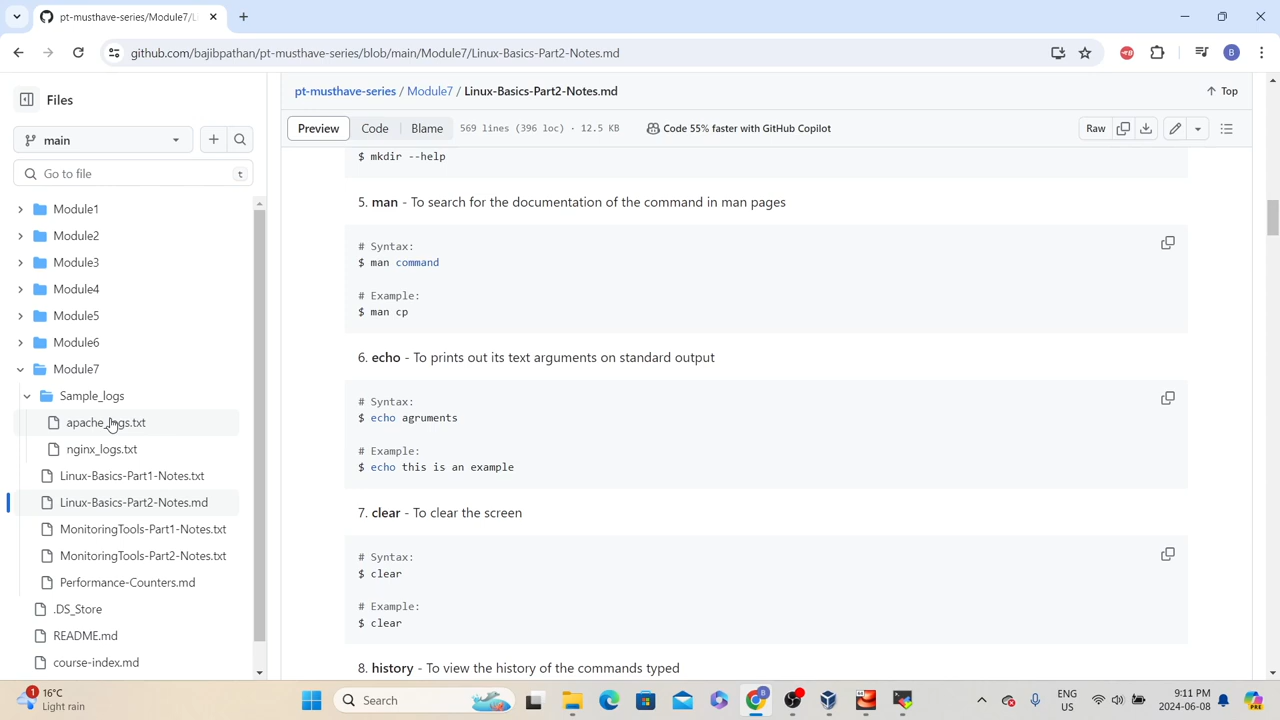 pt-musthave-series/Module7/L
github.com/bajibpathan/pt-musthave-series/blob/main/Module7/Linux-Basics-Part2-Notes.md
B
Files
pt-musthave-series / Module7 / Linux-Basics-Part2-Notes.md
Top
main
Preview
Code
Blame
569 lines (396 loc) · 12.5 KB
Code 55% faster with GitHub Copilot
Raw
Go to file
t
Module1
Module2
Module3
Module4
Module5
Module6
Module7
Sample_logs
apache_logs.txt
nginx_logs.txt
Linux-Basics-Part1-Notes.txt
Linux-Basics-Part2-Notes.md
MonitoringTools-Part1-Notes.txt
MonitoringTools-Part2-Notes.txt
Performance-Counters.md
.DS_Store
README.md
course-index.md
$ mkdir --help
5. man - To search for the documentation of the command in man pages
# Syntax:
$ man command
# Example:
$ man cp
6. echo - To prints out its text arguments on standard output
# Syntax:
$ echo agruments
# Example:
$ echo this is an example
7. clear - To clear the screen
# Syntax:
$ clear
# Example:
$ clear
8. history - To view the history of the commands typed
1
16°C
Light rain
Search
B
ENG
US
9:11 PM
2024-06-08
PRE